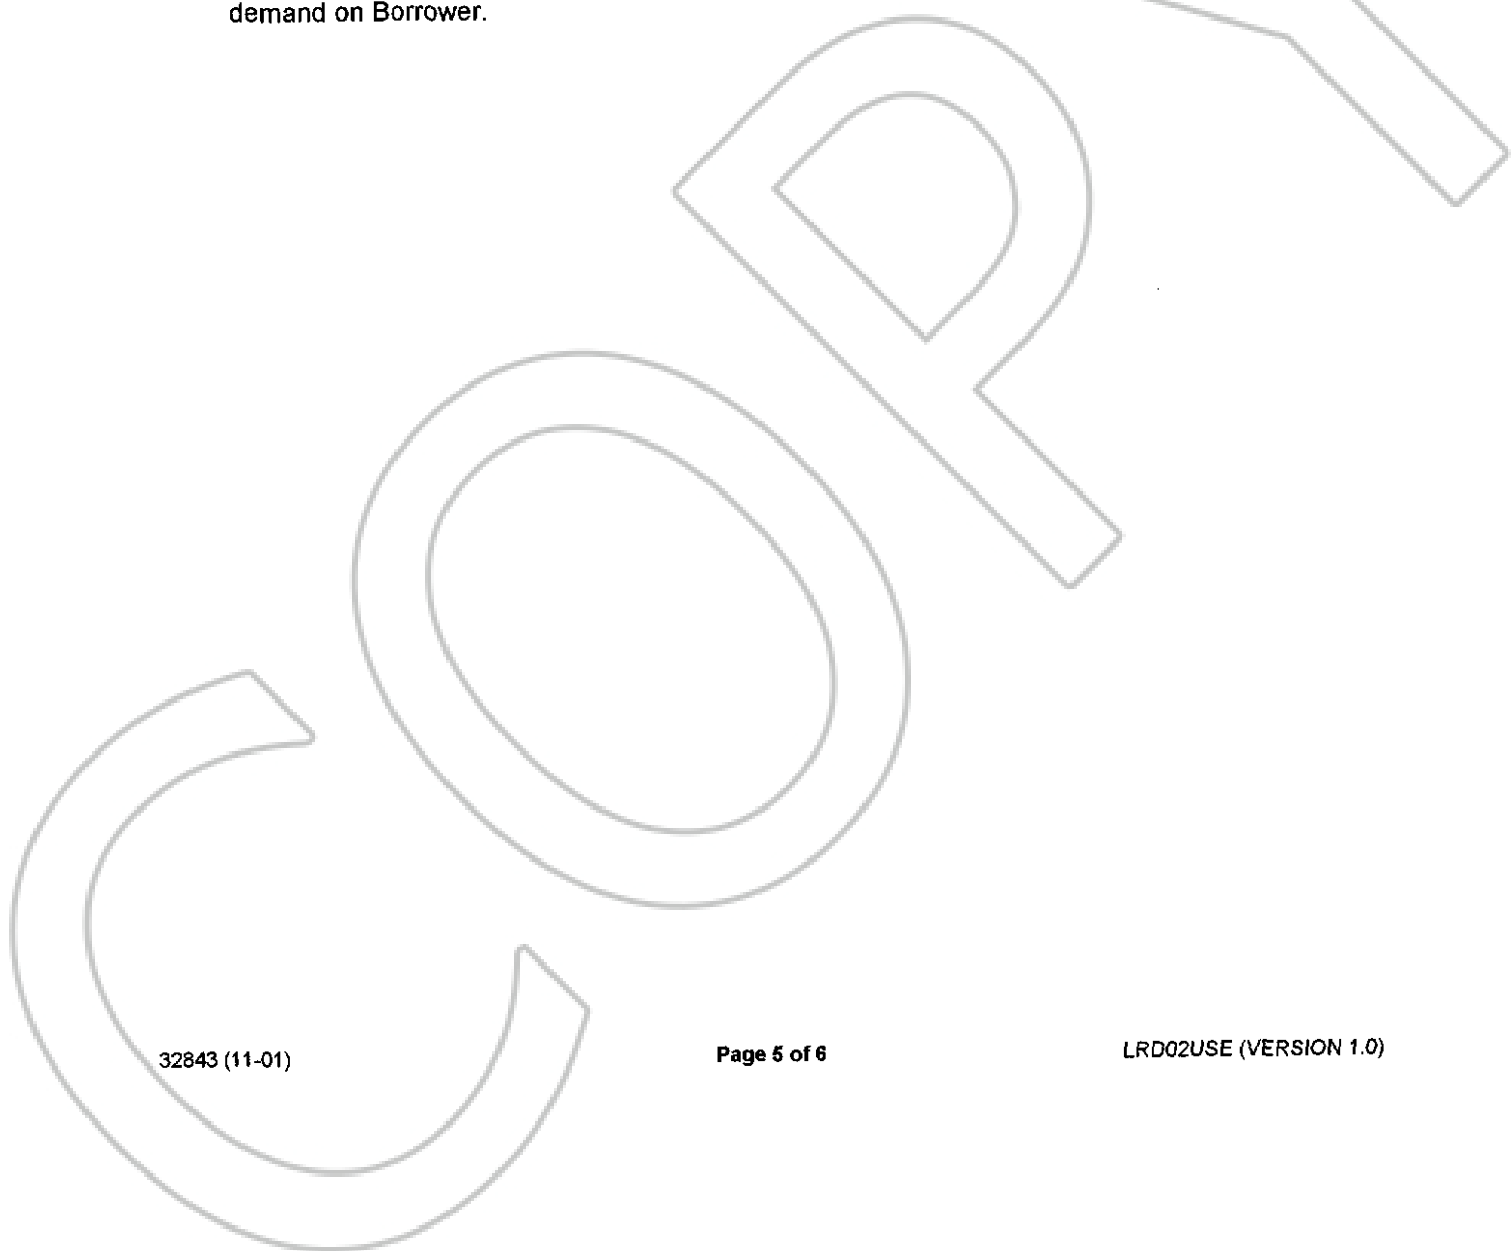 demand on Borrower.
COPY
32843 (11-01) Page 5 of 6 LRD02USE (VERSION 1.0)